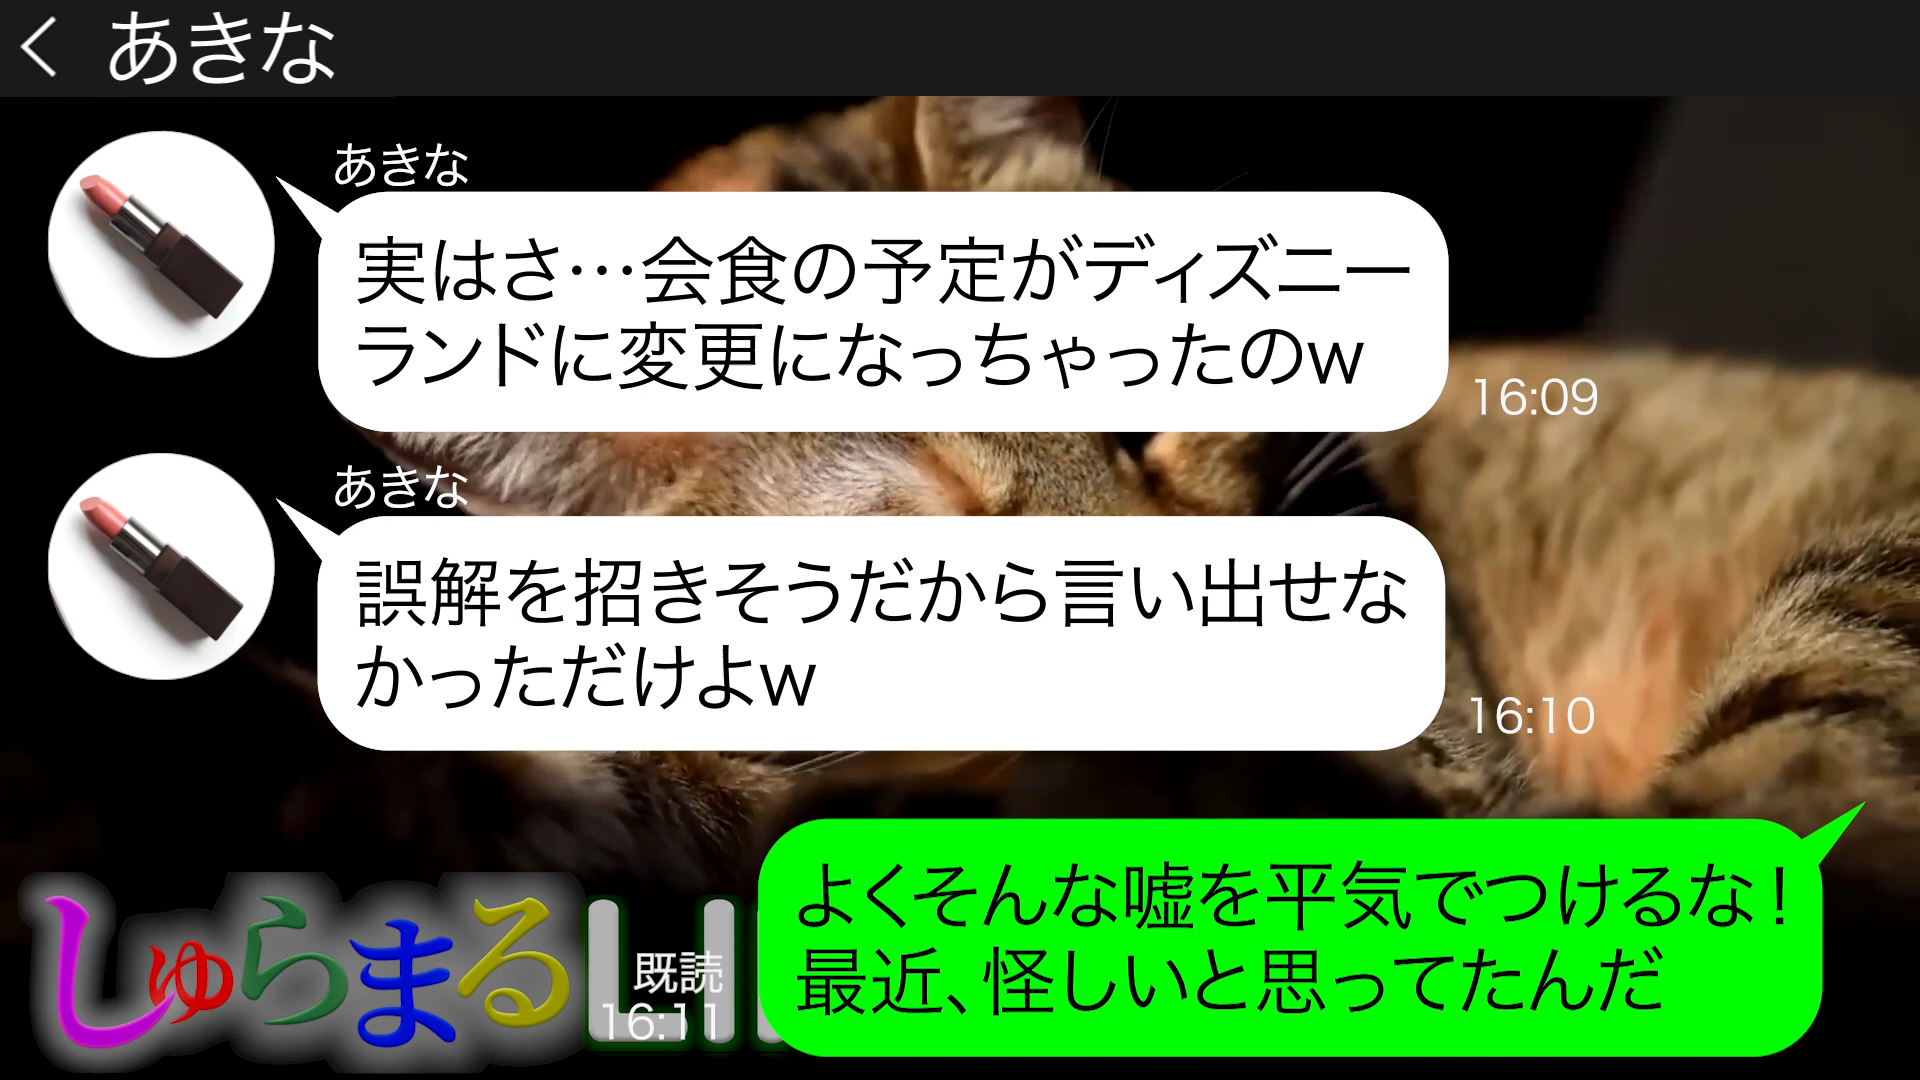 あきな
あきな
実はさ…会食の予定がディズニー
ランドに変更になっちゃったのw
16:09
あきな
誤解を招きそうだから言い出せな
かっただけよw
16:10
よくそんな嘘を平気でつけるな!
最近、怪しいと思ってたんだ
既読
16:11
しゅらまる